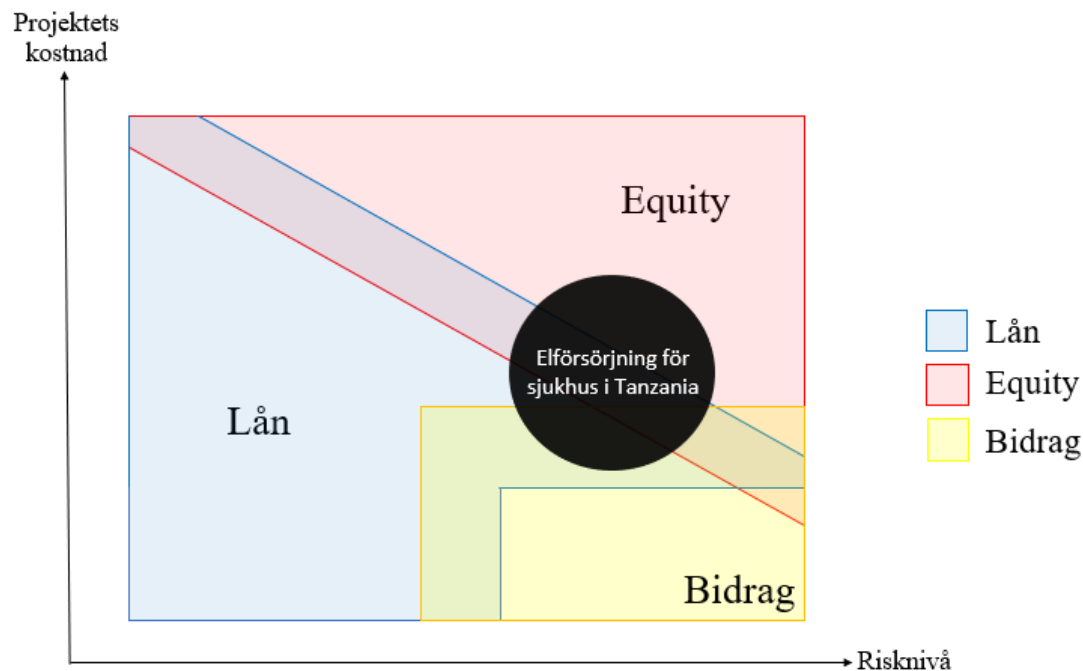 Projektets
kostnad
Equity
Elförsörjning för
sjukhus i Tanzania
Lån
Bidrag
Lån
Equity
Bidrag
Risknivå